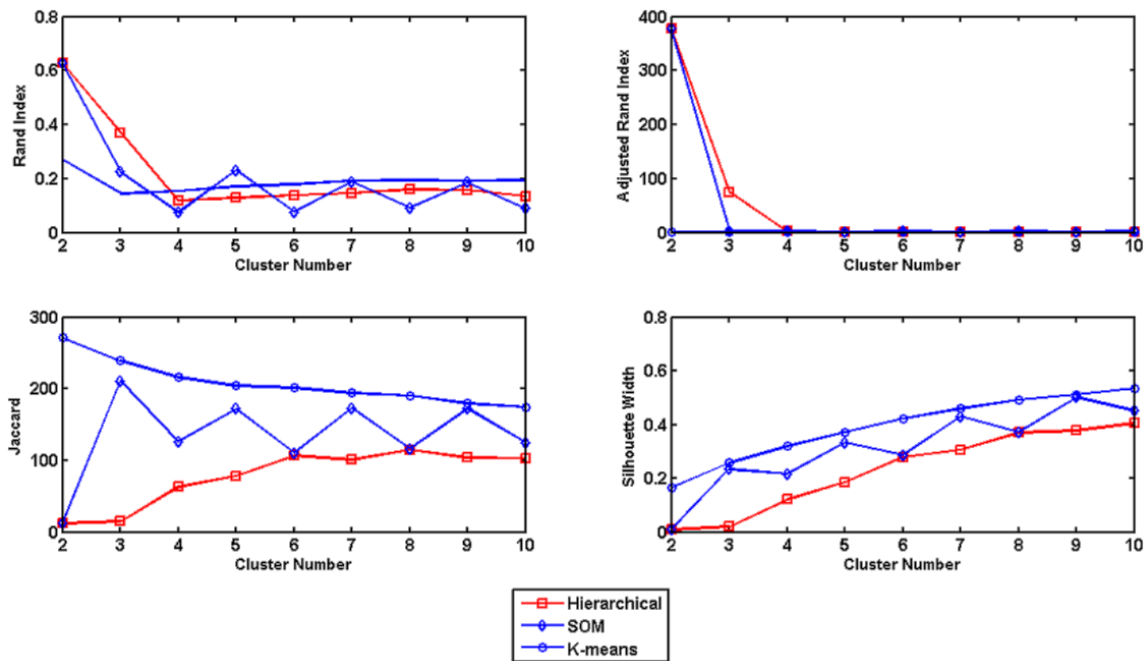 0.8
0.6
0.4
0.2
0
Rand Index
2 3 4 5 6 7 8 9 10
Cluster Number
400
300
200
100
0
Adjusted Rand Index
2 3 4 5 6 7 8 9 10
Cluster Number
300
200
100
0
Jaccard
2 3 4 5 6 7 8 9 10
Cluster Number
0.8
0.6
0.4
0.2
0
Silhouette Width
2 3 4 5 6 7 8 9 10
Cluster Number
Hierarchical
SOM
K-means